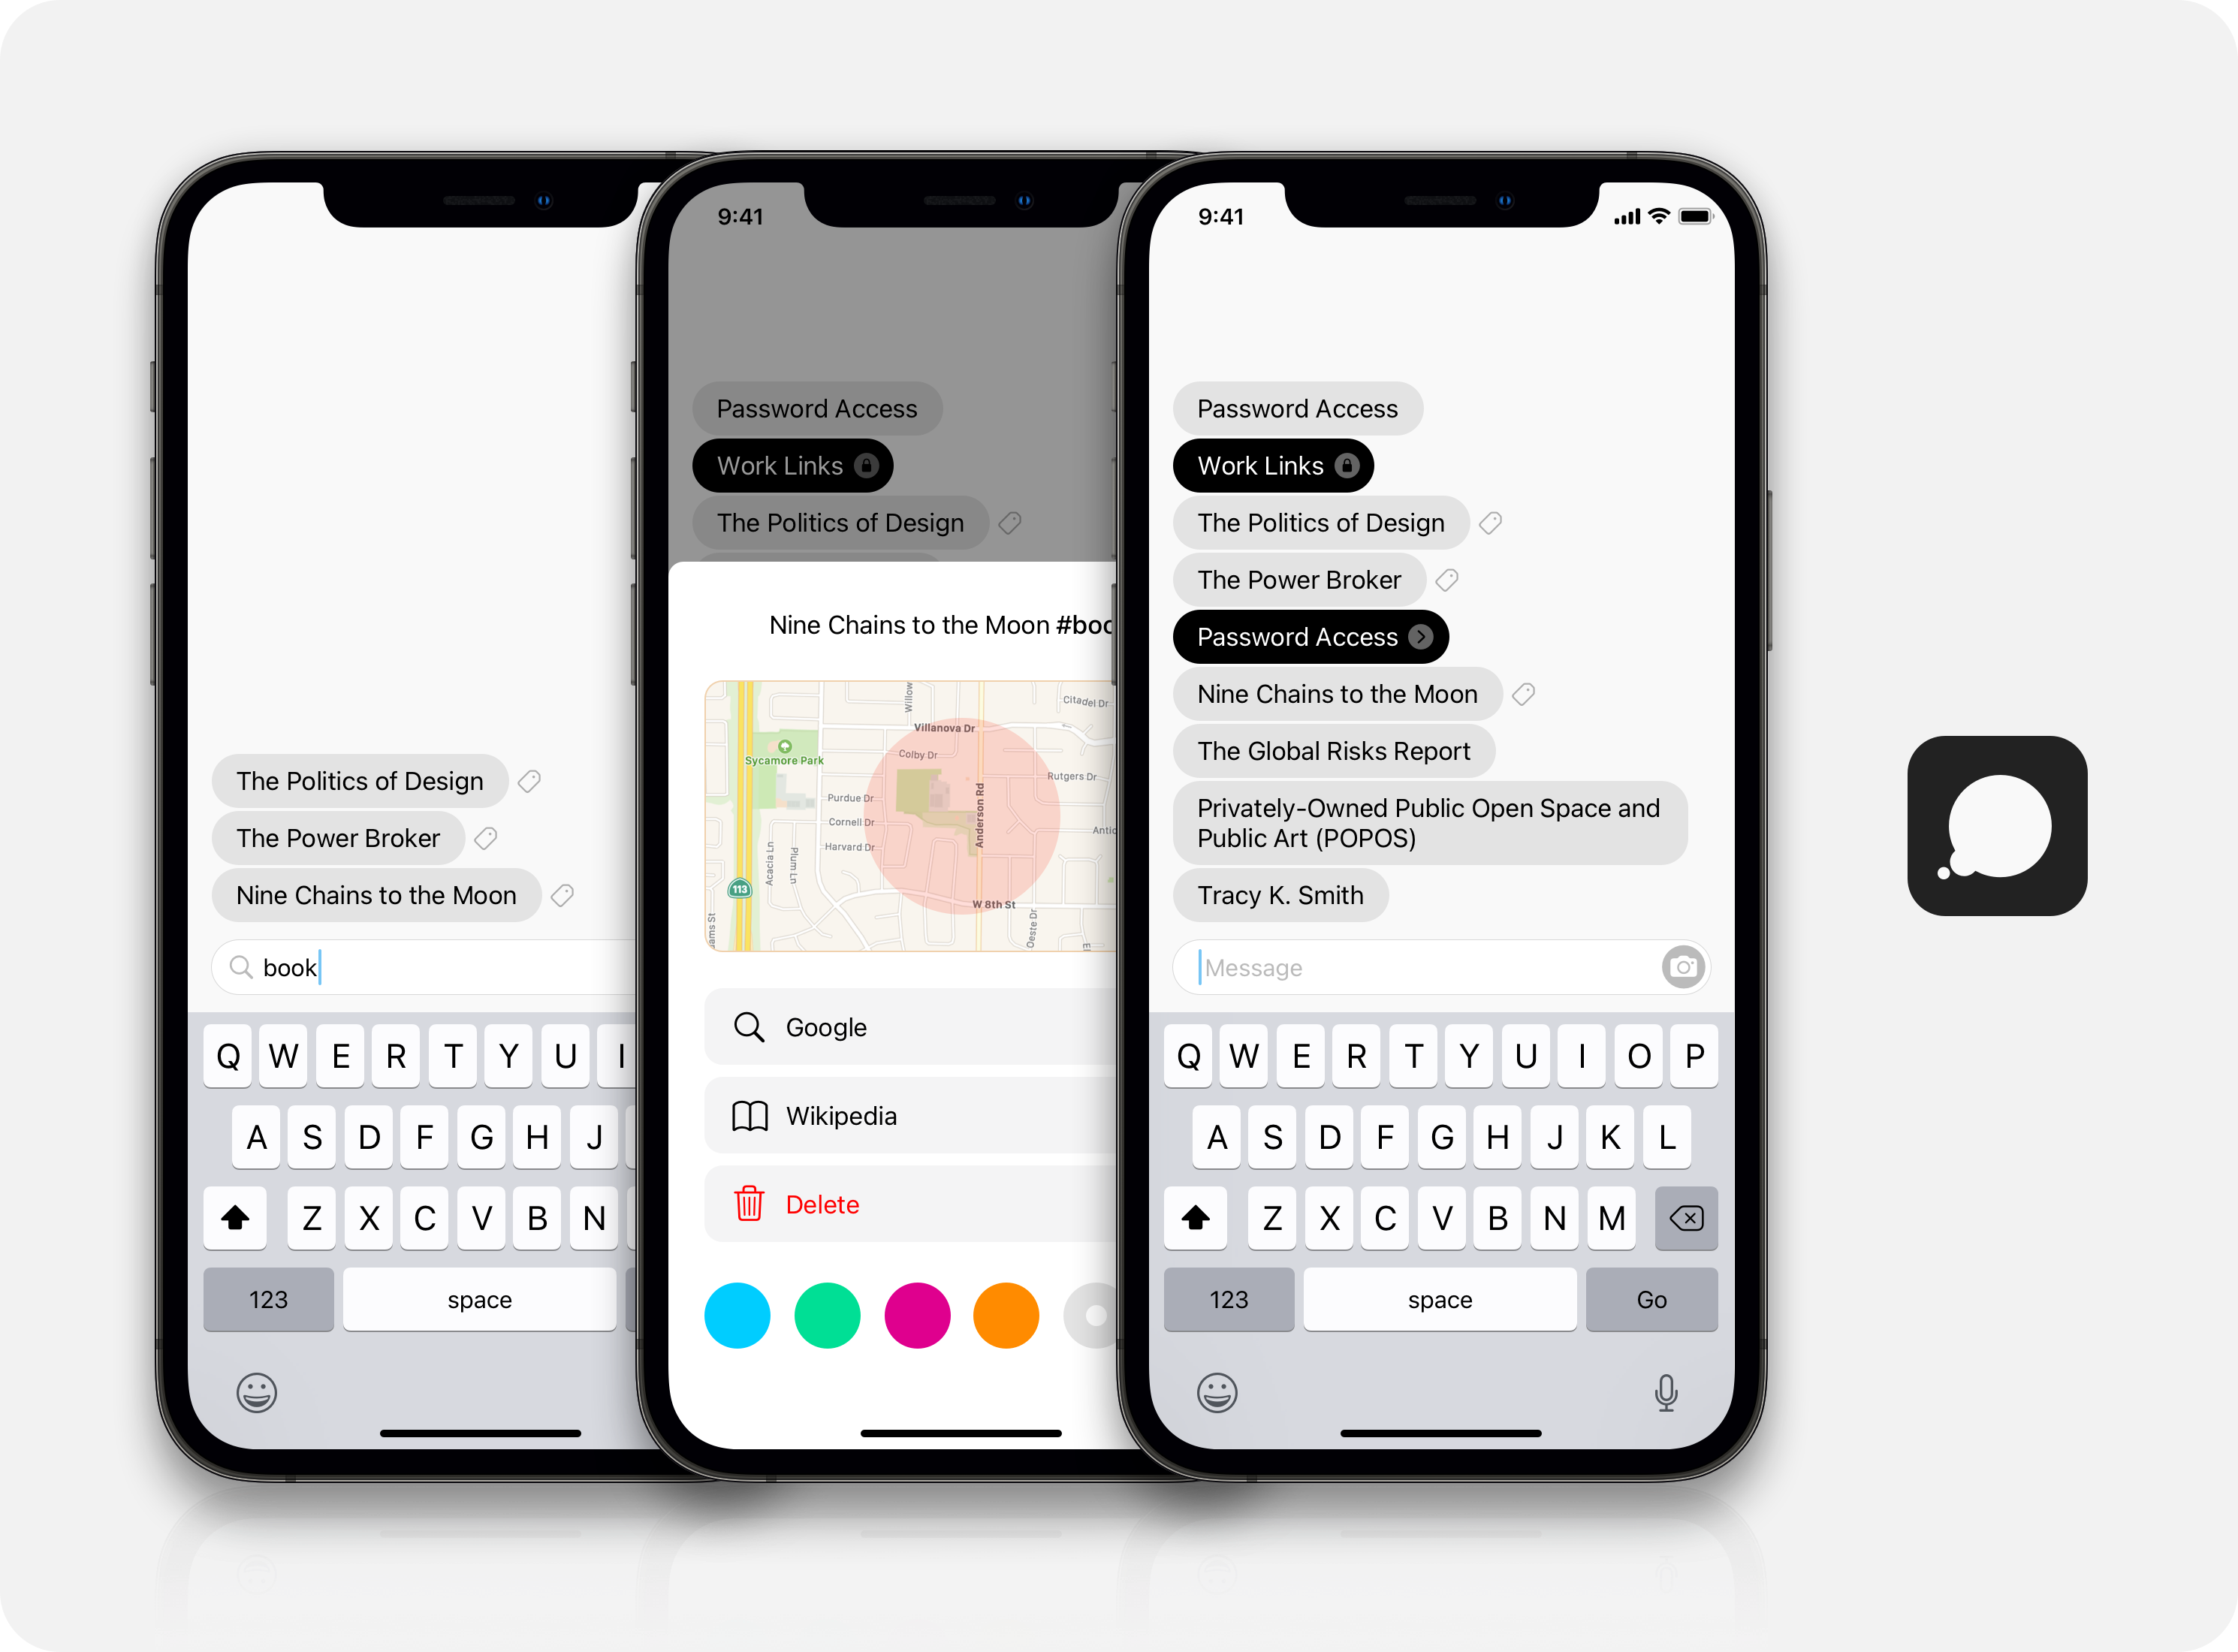 The Politics of Design
The Power Broker
Nine Chains to the Moon
book
Q W E R T Y U I
A S D F G H J
Z X C V B N
123 space
9:41
Password Access
Work Links
The Politics of Design
Nine Chains to the Moon #boo
Willow
Citadel Dr
Villanova Dr
Colby Dr
Sycamore Park
Rutgers Dr
Purdue Dr
Anderson Rd
Cornell Dr
Antio
Harvard Dr
Acacia Ln
Plum Ln
113
W 8th St
Oeste Dr
ams St
El
Google
Wikipedia
Delete
9:41
Password Access
Work Links
The Politics of Design
The Power Broker
Password Access
Nine Chains to the Moon
The Global Risks Report
Privately-Owned Public Open Space and
Public Art (POPOS)
Tracy K. Smith
Message
Q W E R T Y U I O P
A S D F G H J K L
Z X C V B N M
123 space Go